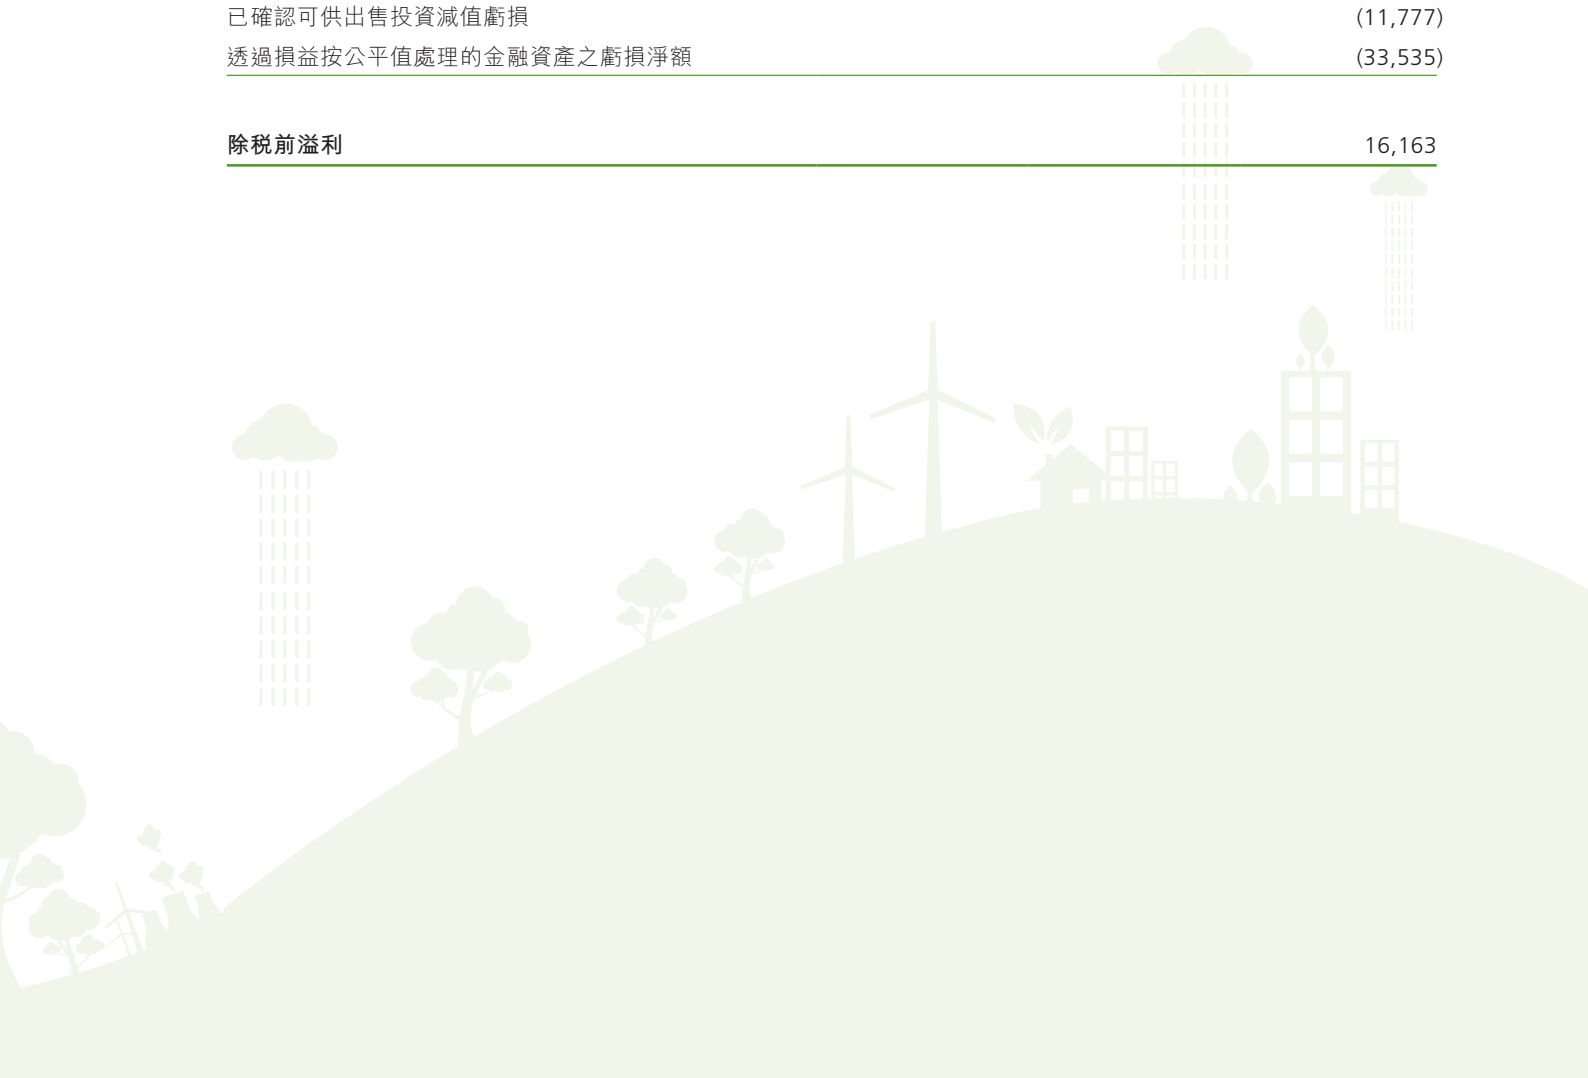 已確認可供出售投資減值虧損 (11,777)
透過損益按公平值處理的金融資產之虧損淨額 (33,535)
除税前溢利 16,163